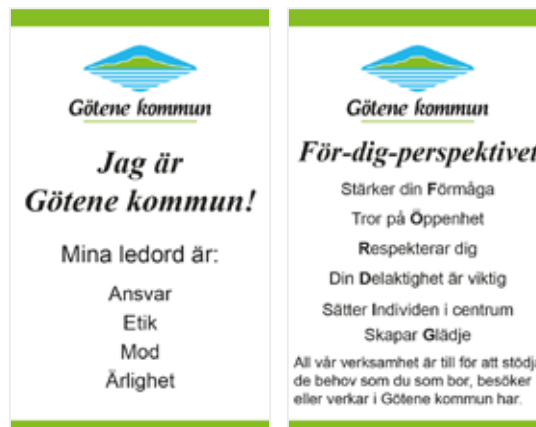 Götene kommun
Jag är
Götene kommun!
Mina ledord är:
Ansvar
Etik
Mod
Ärlighet
Götene kommun
För-dig-perspektivet
Stärker din Förmåga
Tror på Öppenhet
Respekterar dig
Din Delaktighet är viktig
Sätter Individen i centrum
Skapar Glädje
All vår verksamhet är till för att stödja
de behov som du som bor, besöker
eller verkar i Götene kommun har.